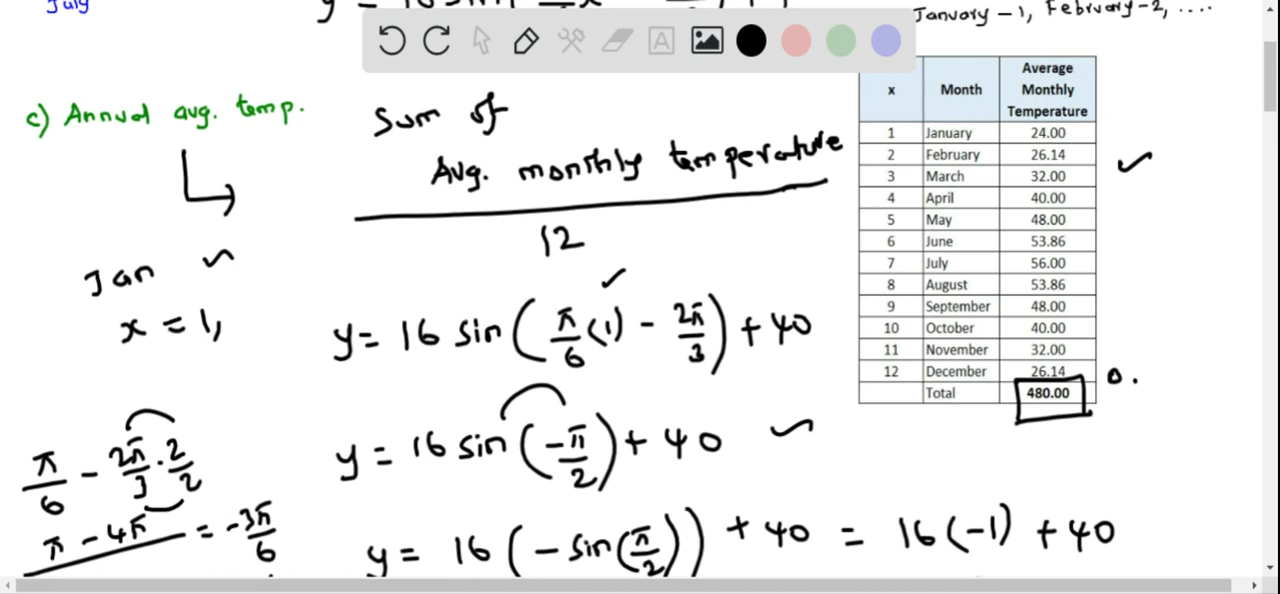 July
January - 1, February - 2, ....
c) Annual avg. temp.
Sum of
Avg. monthly temperature
12
Jan
x = 1,
y = 16 sin ( π/6 (1) - 2π/3 ) + 40
y = 16 sin ( -π/2 ) + 40
π/6 - 2π/3 . 2/2
π - 4π = -3π/6
y = 16 ( - sin ( π/2 ) ) + 40 = 16 (-1) + 40
x Month Average Monthly Temperature
1 January 24.00
2 February 26.14
3 March 32.00
4 April 40.00
5 May 48.00
6 June 53.86
7 July 56.00
8 August 53.86
9 September 48.00
10 October 40.00
11 November 32.00
12 December 26.14
Total 480.00
0.
A